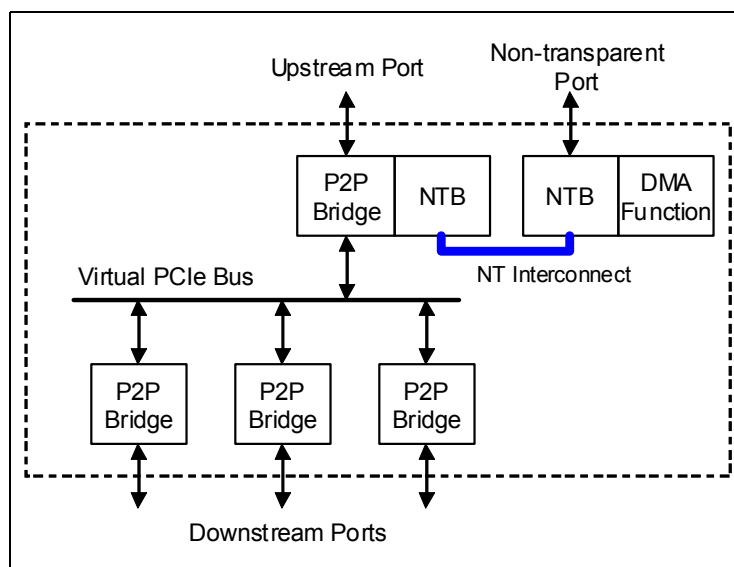 Upstream Port
Non-transparent
Port
P2P
Bridge
NTB
NTB
DMA
Function
NT Interconnect
Virtual PCIe Bus
P2P
Bridge
P2P
Bridge
P2P
Bridge
Downstream Ports